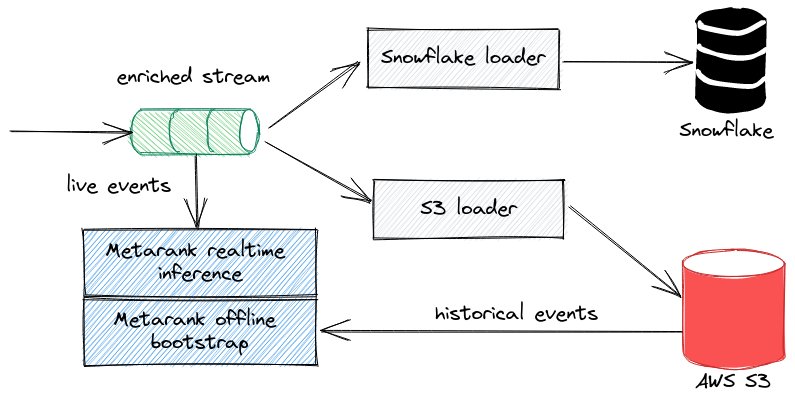 Snowflake loader
enriched stream
Snowflake
live events
S3 loader
Metarank realtime
inference
Metarank offline
bootstrap
historical events
AWS S3